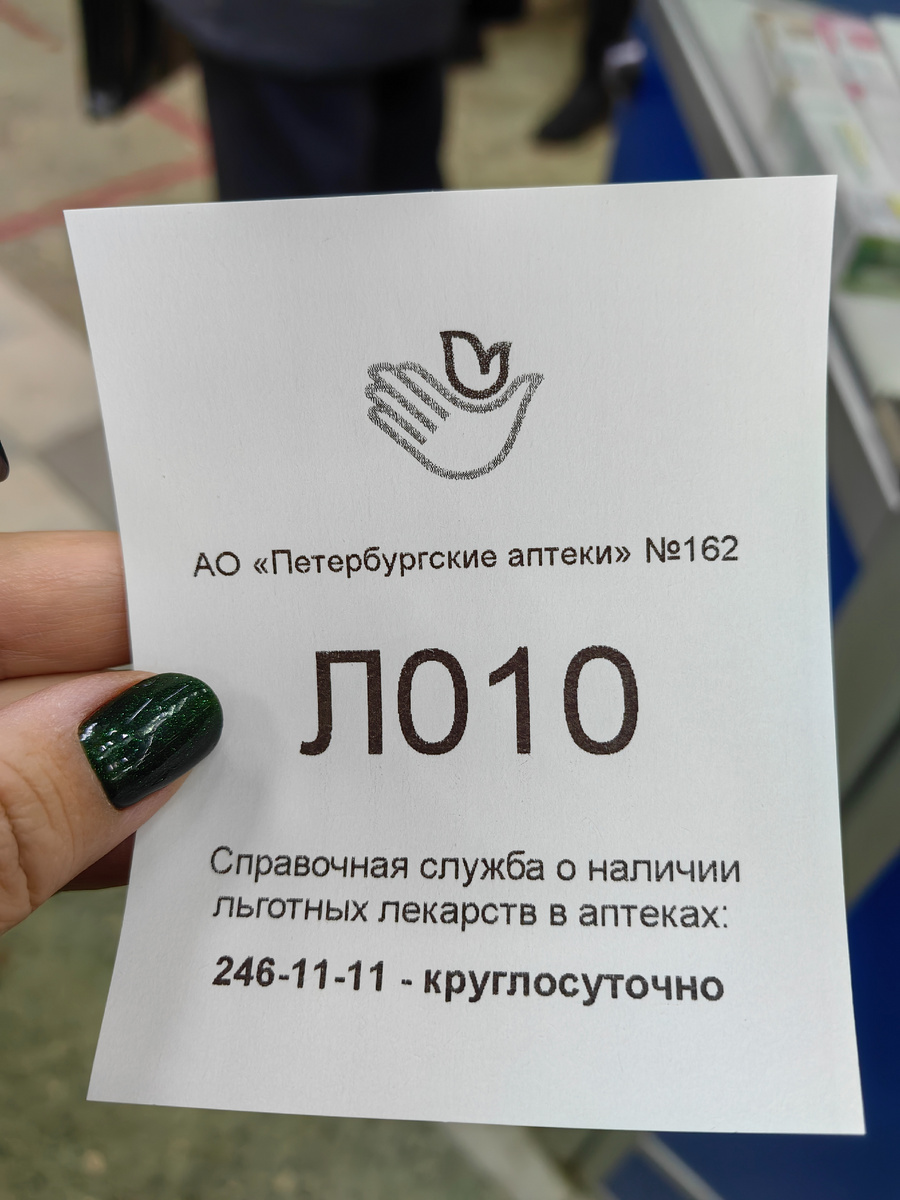 АО «Петербургские аптеки» №162
Л010
Справочная служба о наличии
льготных лекарств в аптеках:
246-11-11 - круглосуточно